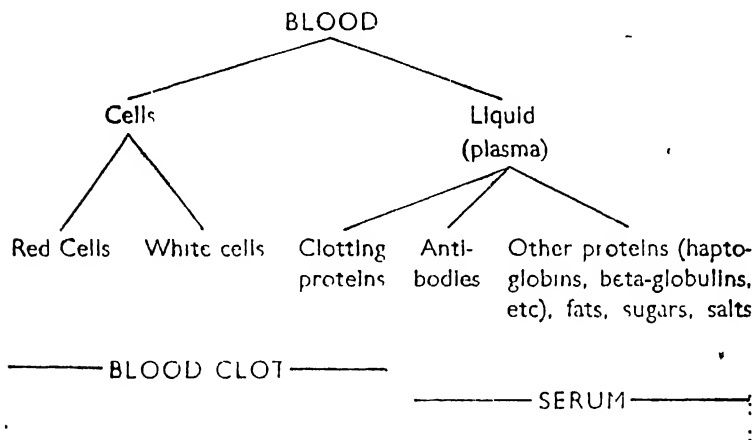 BLOOD
Cells
Liquid
(plasma)
Red Cells
White cells
Clotting
proteins
Anti-
bodies
Other proteins (hapto-
globins, beta-globulins,
etc), fats, sugars, salts
BLOOD CLOT
SERUM